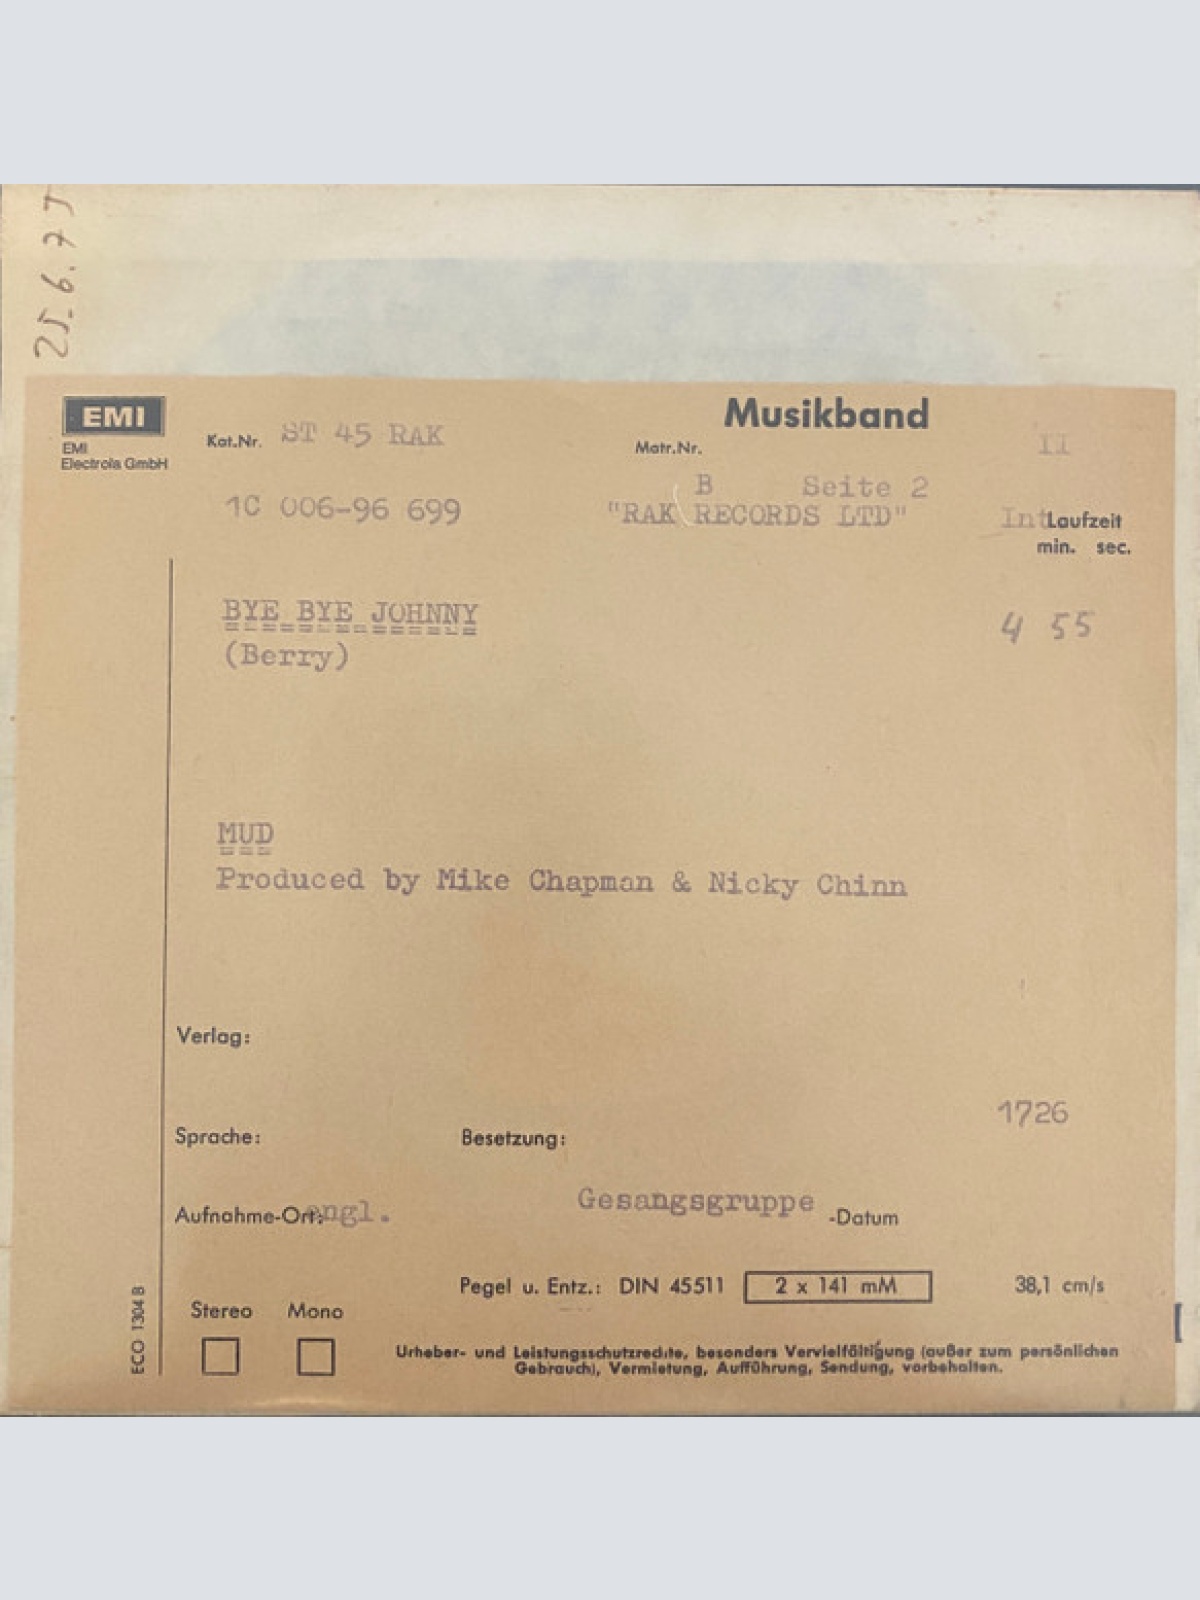 25.6.75
EMI
EMI
Electrola GmbH
Kat.Nr. ST 45 RAK
Musikband
Matr.Nr.
II
1C 006-96 699
B Seite 2
"RAK RECORDS LTD"
Int Laufzeit
min. sec.
BYE BYE JOHNNY
4 55
(Berry)
MUD
Produced by Mike Chapman & Nicky Chinn
Verlag:
1726
Sprache:
Besetzung:
Aufnahme-Ort: engl.
Gesangsgruppe
-Datum
Pegel u. Entz.: DIN 45511 2 x 141 mM 38,1 cm/s
Stereo Mono
ECO 1304 B
Urheber- und Leistungsschutzrechte, besonders Vervielfältigung (außer zum persönlichen
Gebrauch), Vermietung, Aufführung, Sendung, vorbehalten.